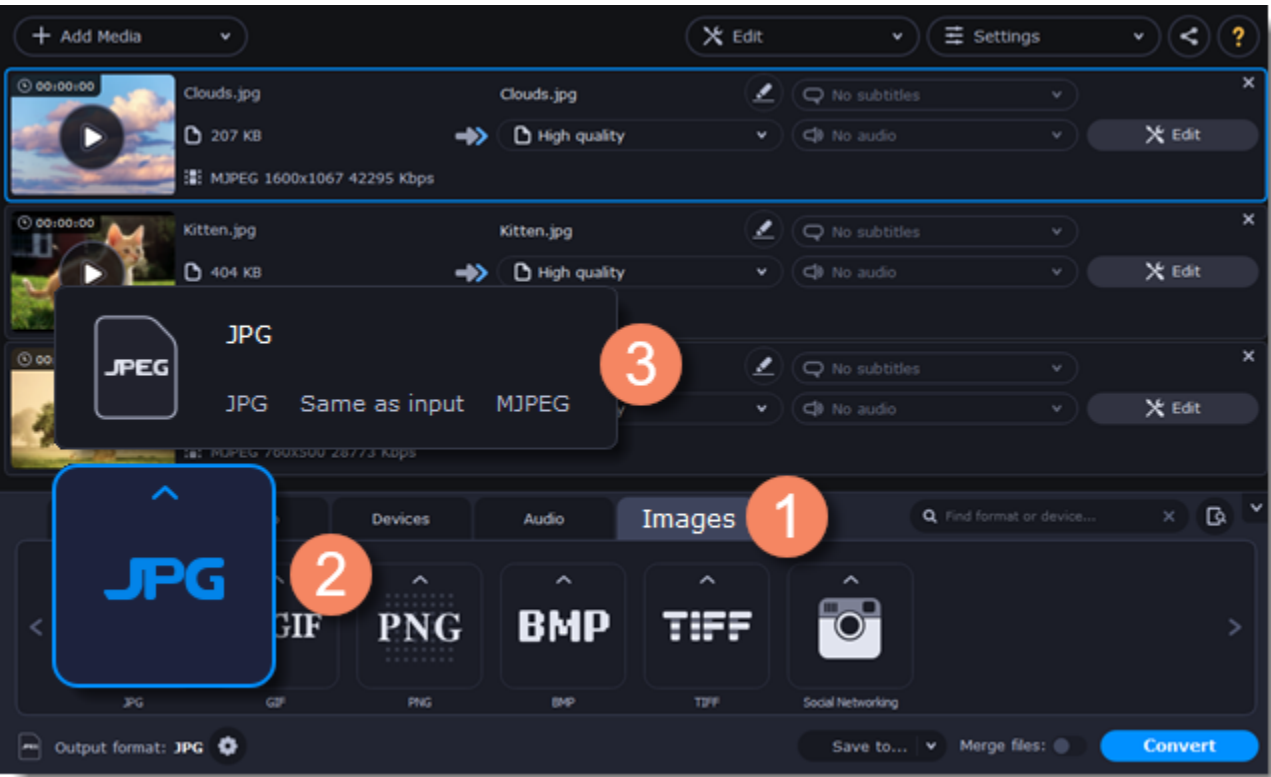 Add Media
Edit
Settings
?
00:00:00
Clouds.jpg
Clouds.jpg
No subtitles
207 KB
High quality
No audio
Edit
MJPEG 1600x1067 42295 Kbps
00:00:00
Kitten.jpg
Kitten.jpg
No subtitles
404 KB
High quality
No audio
Edit
JPEG
JPG
JPG Same as input MJPEG
3
00
No subtitles
No audio
Edit
MJPEG 760x500 28773 Kbps
Devices
Audio
Images
1
Find format or device...
JPG
2
GIF
PNG
BMP
TIFF
JPG
GIF
PNG
BMP
TIFF
Social Networking
Output format: JPG
Save to...
Merge files:
Convert